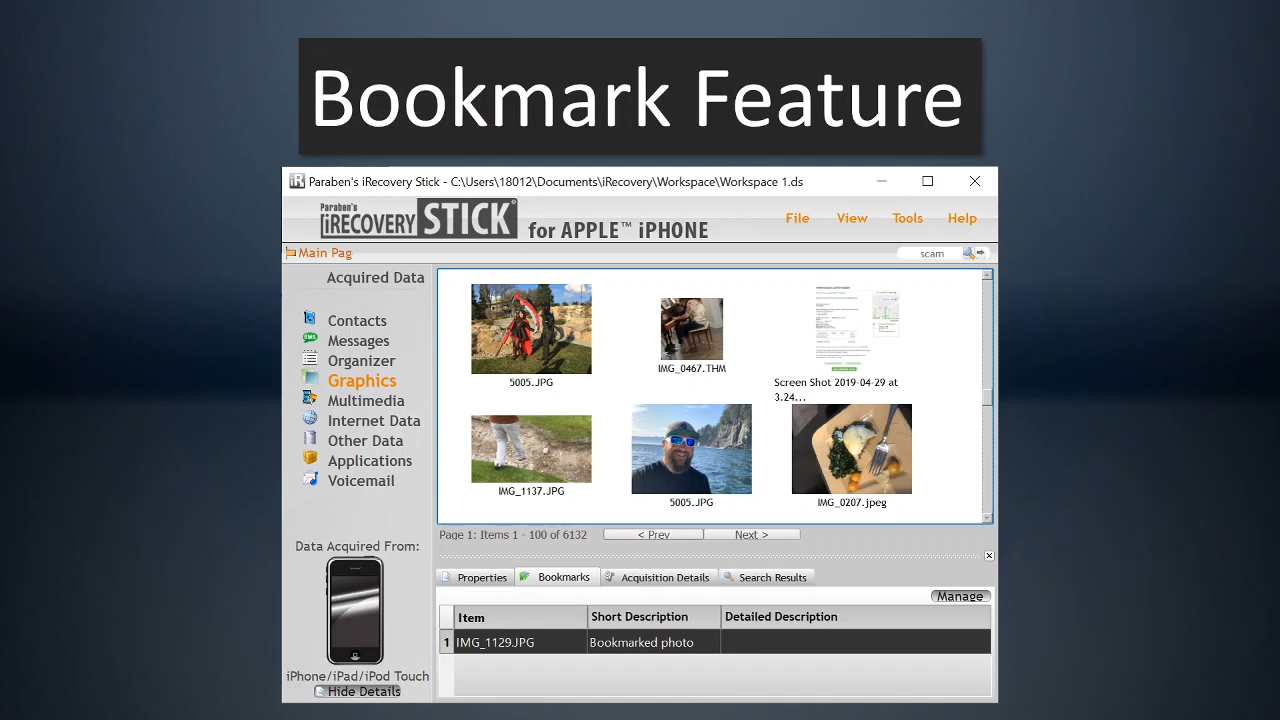 Bookmark Feature
iR Paraben's iRecovery Stick - C:\Users\18012\Documents\iRecovery\Workspace\Workspace 1.ds
Paraben's
iRECOVERY STICK for APPLE™ iPHONE
File View Tools Help
Main Pag
scam
Acquired Data
Contacts
Messages
Organizer
Graphics
Multimedia
Internet Data
Other Data
Applications
Voicemail
5005.JPG
IMG_0467.THM
Screen Shot 2019-04-29 at
3.24...
IMG_1137.JPG
5005.JPG
IMG_0207.jpeg
Page 1: Items 1 - 100 of 6132
< Prev
Next >
Data Acquired From:
iPhone/iPad/iPod Touch
Hide Details
Properties Bookmarks Acquisition Details Search Results
Manage
Item Short Description Detailed Description
1 IMG_1129.JPG Bookmarked photo